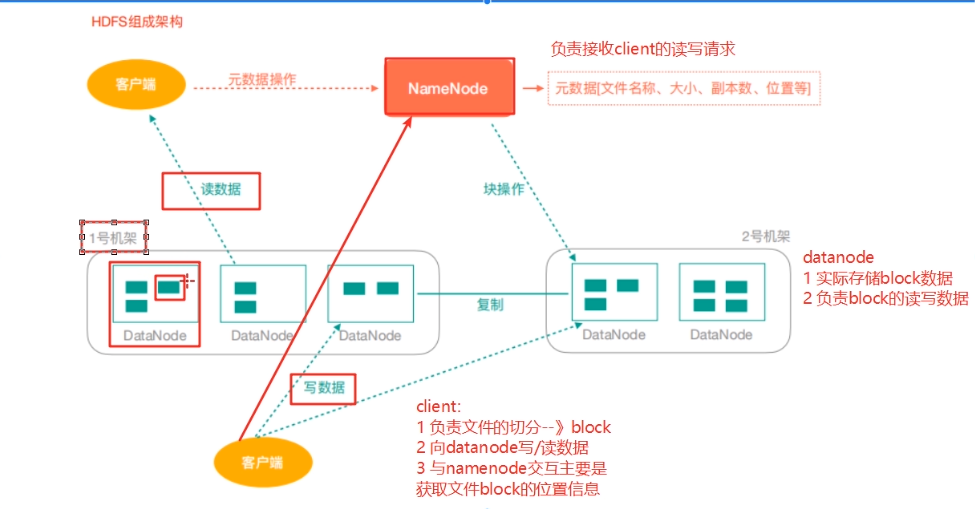 HDFS组成架构
负责接收client的读写请求
客户端
元数据操作
NameNode
元数据[文件名称、大小、副本数、位置等]
读数据
块操作
1号机架
2号机架
datanode
1 实际存储block数据
2 负责block的读写数据
复制
DataNode
DataNode
DataNode
DataNode
DataNode
写数据
client:
1 负责文件的切分--》block
2 向datanode写/读数据
3 与namenode交互主要是
获取文件block的位置信息
客户端